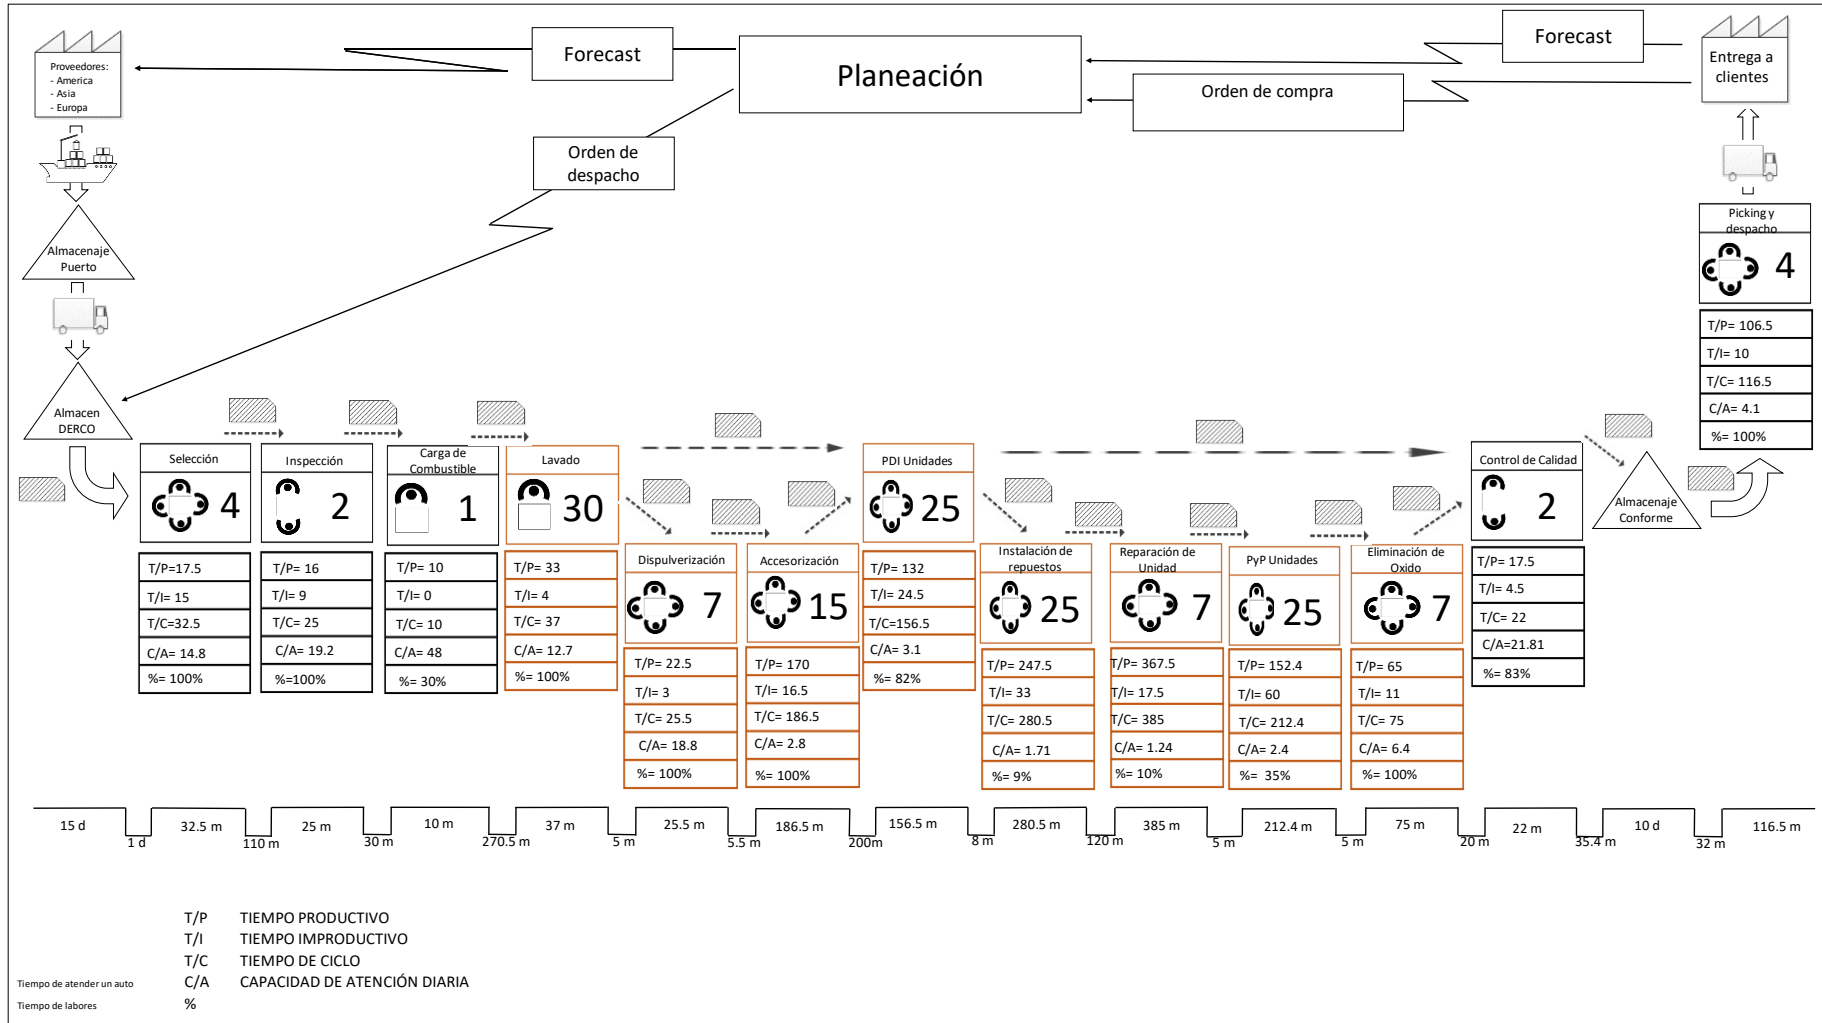 Forecast
Planeación
Forecast
Orden de compra
Entrega a
clientes
Proveedores:
- America
- Asia
- Europa
Orden de
despacho
Almacenaje
Puerto
Almacen
DERCO
Picking y
despacho
4
T/P= 106.5
T/I= 10
T/C= 116.5
C/A= 4.1
%= 100%
Selección
4
T/P=17.5
T/I= 15
T/C=32.5
C/A= 14.8
%= 100%
Inspección
2
T/P= 16
T/I= 9
T/C= 25
C/A= 19.2
%=100%
Carga de
Combustible
1
T/P= 10
T/I= 0
T/C= 10
C/A= 48
%= 30%
Lavado
30
T/P= 33
T/I= 4
T/C= 37
C/A= 12.7
%= 100%
Dispulverización
7
T/P= 22.5
T/I= 3
T/C= 25.5
C/A= 18.8
%= 100%
Accesorización
15
T/P= 170
T/I= 16.5
T/C= 186.5
C/A= 2.8
%= 100%
PDI Unidades
25
T/P= 132
T/I= 24.5
T/C=156.5
C/A= 3.1
%= 82%
Instalación de
repuestos
25
T/P= 247.5
T/I= 33
T/C= 280.5
C/A= 1.71
%= 9%
Reparación de
Unidad
7
T/P= 367.5
T/I= 17.5
T/C= 385
C/A= 1.24
%= 10%
PyP Unidades
25
T/P= 152.4
T/I= 60
T/C= 212.4
C/A= 2.4
%= 35%
Eliminación de
Oxido
7
T/P= 65
T/I= 11
T/C= 75
C/A= 6.4
%= 100%
Control de Calidad
2
T/P= 17.5
T/I= 4.5
T/C= 22
C/A=21.81
%= 83%
Almacenaje
Conforme
15 d
1 d
32.5 m
110 m
25 m
30 m
10 m
270.5 m
37 m
5 m
25.5 m
5.5 m
186.5 m
200m
156.5 m
8 m
280.5 m
120 m
385 m
5 m
212.4 m
5 m
75 m
20 m
22 m
35.4 m
10 d
32 m
116.5 m
T/P TIEMPO PRODUCTIVO
T/I TIEMPO IMPRODUCTIVO
T/C TIEMPO DE CICLO
Tiempo de atender un auto C/A CAPACIDAD DE ATENCIÓN DIARIA
Tiempo de labores %